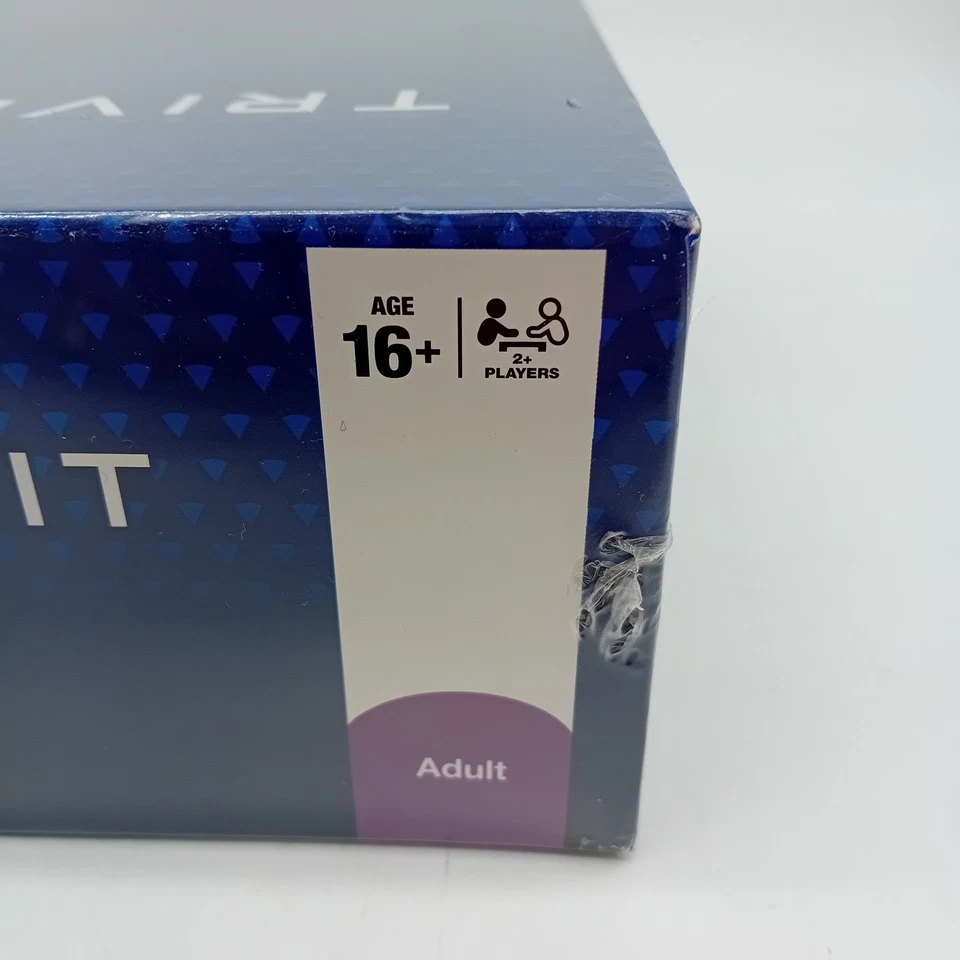 TRIV
AGE
16+
2+
PLAYERS
IT
Adult